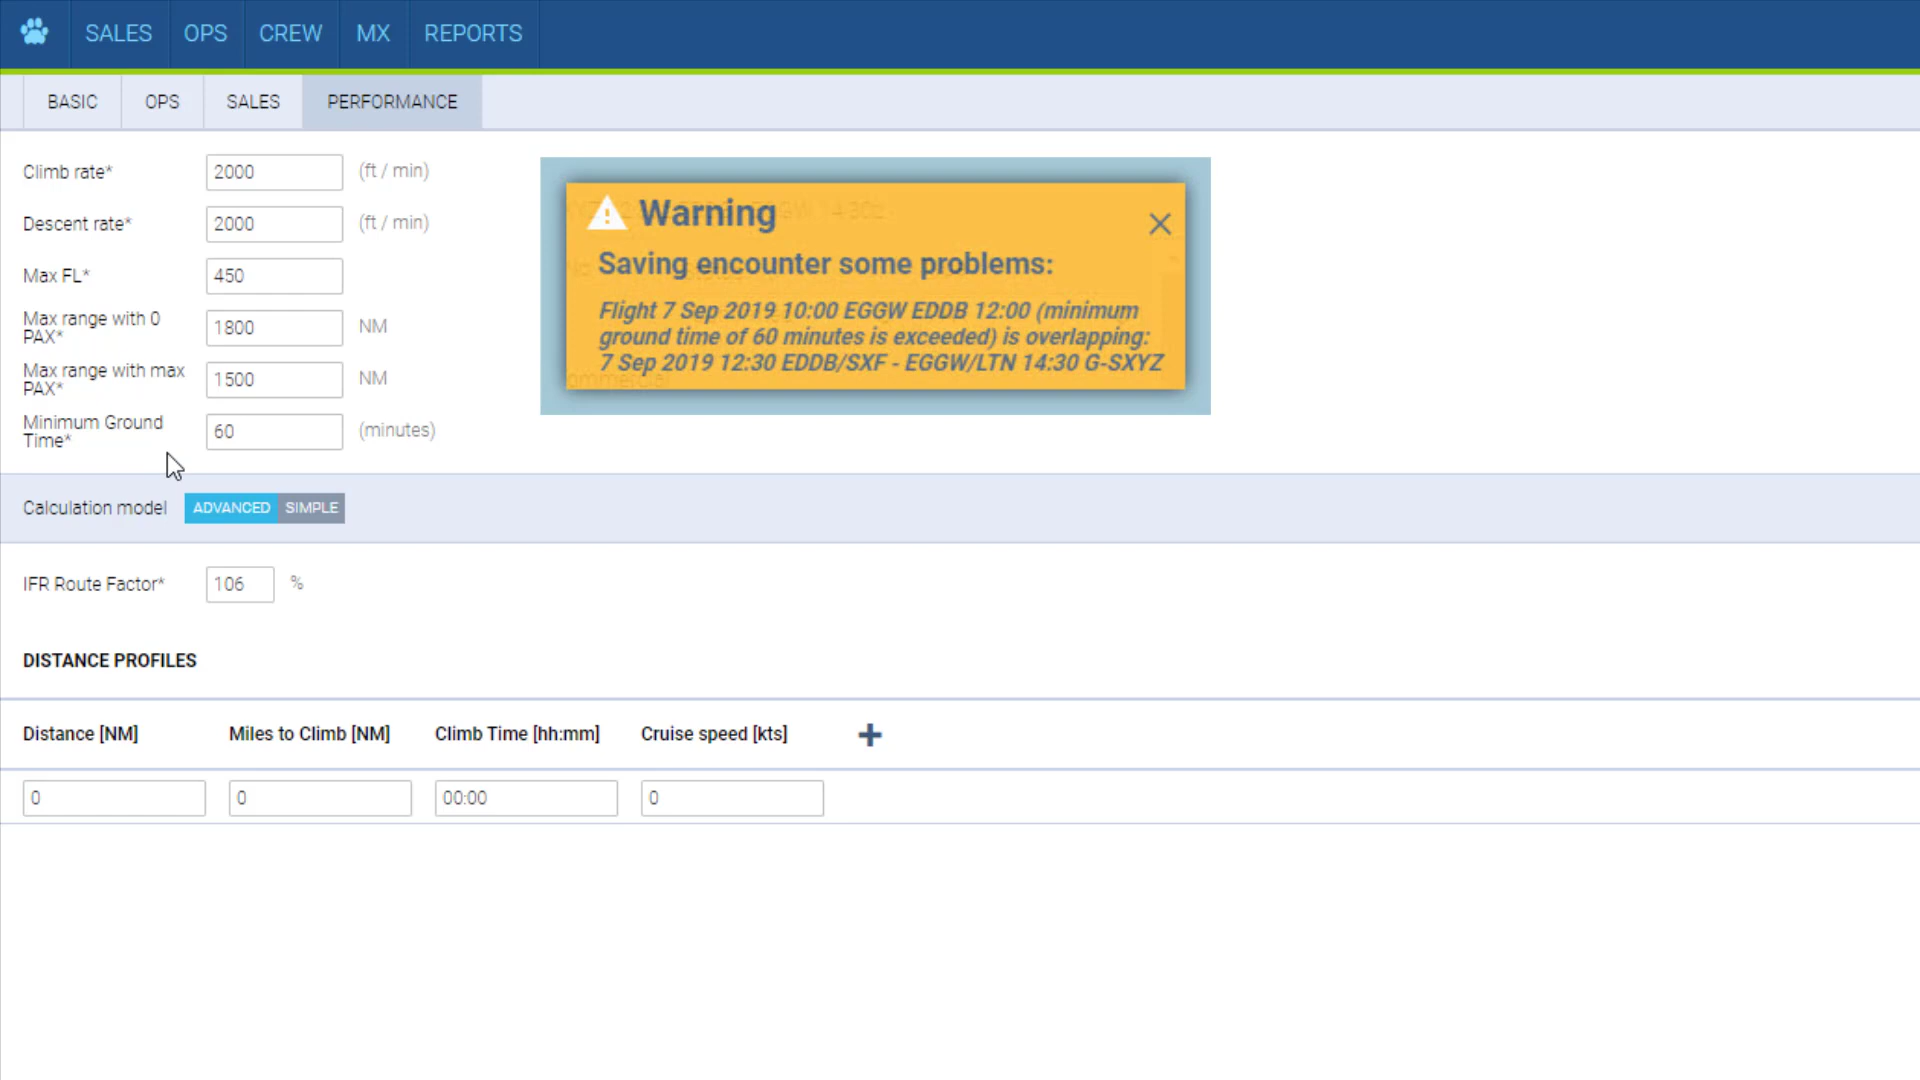 SALES OPS CREW MX REPORTS
BASIC OPS SALES PERFORMANCE
Climb rate* 2000 (ft / min)
Descent rate* 2000 (ft / min)
Max FL* 450
Max range with 0
PAX* 1800 NM
Max range with max
PAX* 1500 NM
Minimum Ground
Time* 60 (minutes)
Warning
Saving encounter some problems:
Flight 7 Sep 2019 10:00 EGGW EDDB 12:00 (minimum
ground time of 60 minutes is exceeded) is overlapping:
7 Sep 2019 12:30 EDDB/SXF - EGGW/LTN 14:30 G-SXYZ
Calculation model ADVANCED SIMPLE
IFR Route Factor* 106 %
DISTANCE PROFILES
Distance [NM] Miles to Climb [NM] Climb Time [hh:mm] Cruise speed [kts]
0 0 00:00 0